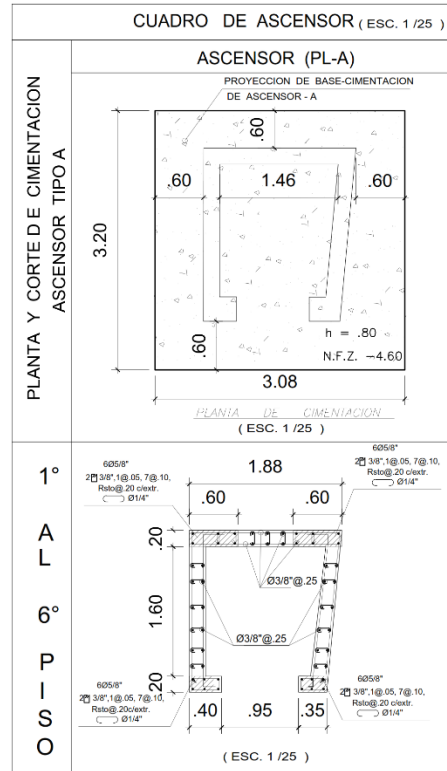 CUADRO DE ASCENSOR ( ESC. 1 /25 )
PLANTA Y CORTE DE CIMENTACION
ASCENSOR TIPO A
ASCENSOR (PL-A)
PROYECCION DE BASE-CIMENTACION
DE ASCENSOR - A
.60
.60 1.46 .60
3.20
.60
h = .80
N.F.Z. -4.60
3.08
PLANTA DE CIMENTACION
( ESC. 1 /25 )
1° AL 6° PISO
6Ø5/8"
2 3/8",1@.05, 7@.10,
Rsto@.20 c/extr.
Ø1/4"
1.88
6Ø5/8"
2 3/8",1@.05, 7@.10,
Rsto@.20 c/extr.
Ø1/4"
.60 .60
.20
Ø3/8"@.25
1.60
Ø3/8"@.25
.20
6Ø5/8"
2 3/8",1@.05, 7@.10,
Rsto@.20 c/extr.
Ø1/4"
6Ø5/8"
2 3/8",1@.05, 7@.10,
Rsto@.20 c/extr.
Ø1/4"
.40 .95 .35
( ESC. 1 /25 )